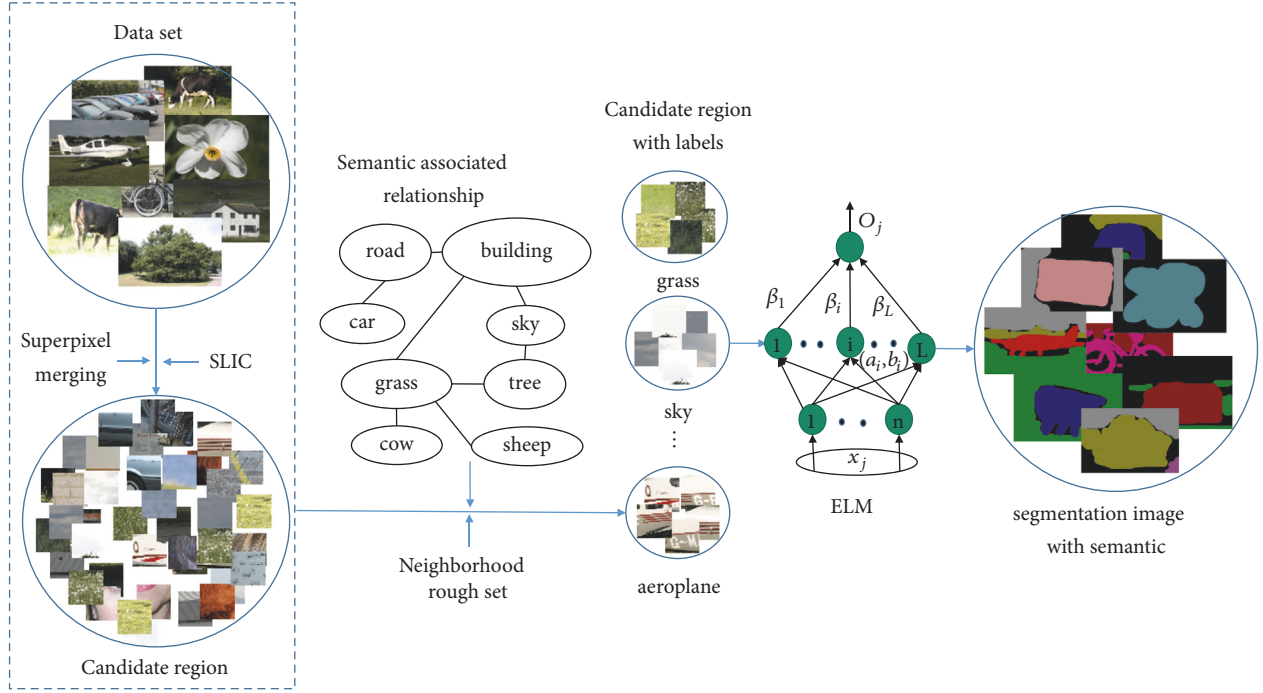 Data set
Superpixel
merging
SLIC
Candidate region
Semantic associated
relationship
road
building
car
sky
grass
tree
cow
sheep
Neighborhood
rough set
Candidate region
with labels
grass
sky
⋮
aeroplane
O_j
β_1
β_i
β_L
1
i
L
(a_i, b_i)
1
n
x_j
ELM
segmentation image
with semantic